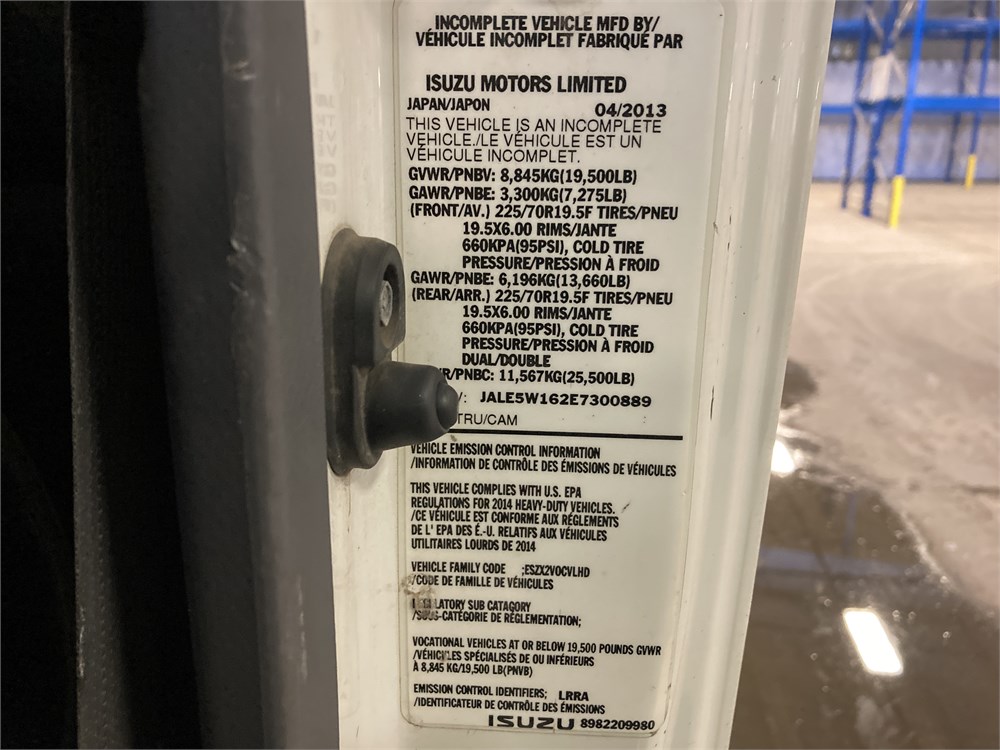 INCOMPLETE VEHICLE MFD BY/
VÉHICULE INCOMPLET FABRIQUÉ PAR
ISUZU MOTORS LIMITED
JAPAN/JAPON 04/2013
THIS VEHICLE IS AN INCOMPLETE
VEHICLE./LE VÉHICULE EST UN
VÉHICULE INCOMPLET.
GVWR/PNBV: 8,845KG(19,500LB)
GAWR/PNBE: 3,300KG(7,275LB)
(FRONT/AV.) 225/70R19.5F TIRES/PNEU
19.5X6.00 RIMS/JANTE
660KPA(95PSI), COLD TIRE
PRESSURE/PRESSION À FROID
GAWR/PNBE: 6,196KG(13,660LB)
(REAR/ARR.) 225/70R19.5F TIRES/PNEU
19.5X6.00 RIMS/JANTE
660KPA(95PSI), COLD TIRE
PRESSURE/PRESSION À FROID
DUAL/DOUBLE
R/PNBC: 11,567KG(25,500LB)
: JALE5W162E7300889
TRU/CAM
VEHICLE EMISSION CONTROL INFORMATION
/INFORMATION DE CONTRÔLE DES ÉMISSIONS DE VÉHICULES
THIS VEHICLE COMPLIES WITH U.S. EPA
REGULATIONS FOR 2014 HEAVY-DUTY VEHICLES.
/CE VÉHICULE EST CONFORME AUX RÉGLEMENTS
DE L' EPA DES É.-U. RELATIFS AUX VÉHICULES
UTILITAIRES LOURDS DE 2014
VEHICLE FAMILY CODE ;ESZX2VOCVLHD
/CODE DE FAMILLE DE VÉHICULES
LATORY SUB CATAGORY
/SOUS-CATÉGORIE DE RÉGLEMENTATION;
VOCATIONAL VEHICLES AT OR BELOW 19,500 POUNDS GVWR
/VÉHICULES SPÉCIALISÉS DE OU INFÉRIEURS
À 8,845 KG/19,500 LB(PNVB)
EMISSION CONTROL IDENTIFIERS; LRRA
/IDENTIFICATEUR DE CONTRÔLE DES ÉMISSIONS
ISUZU 8982209980